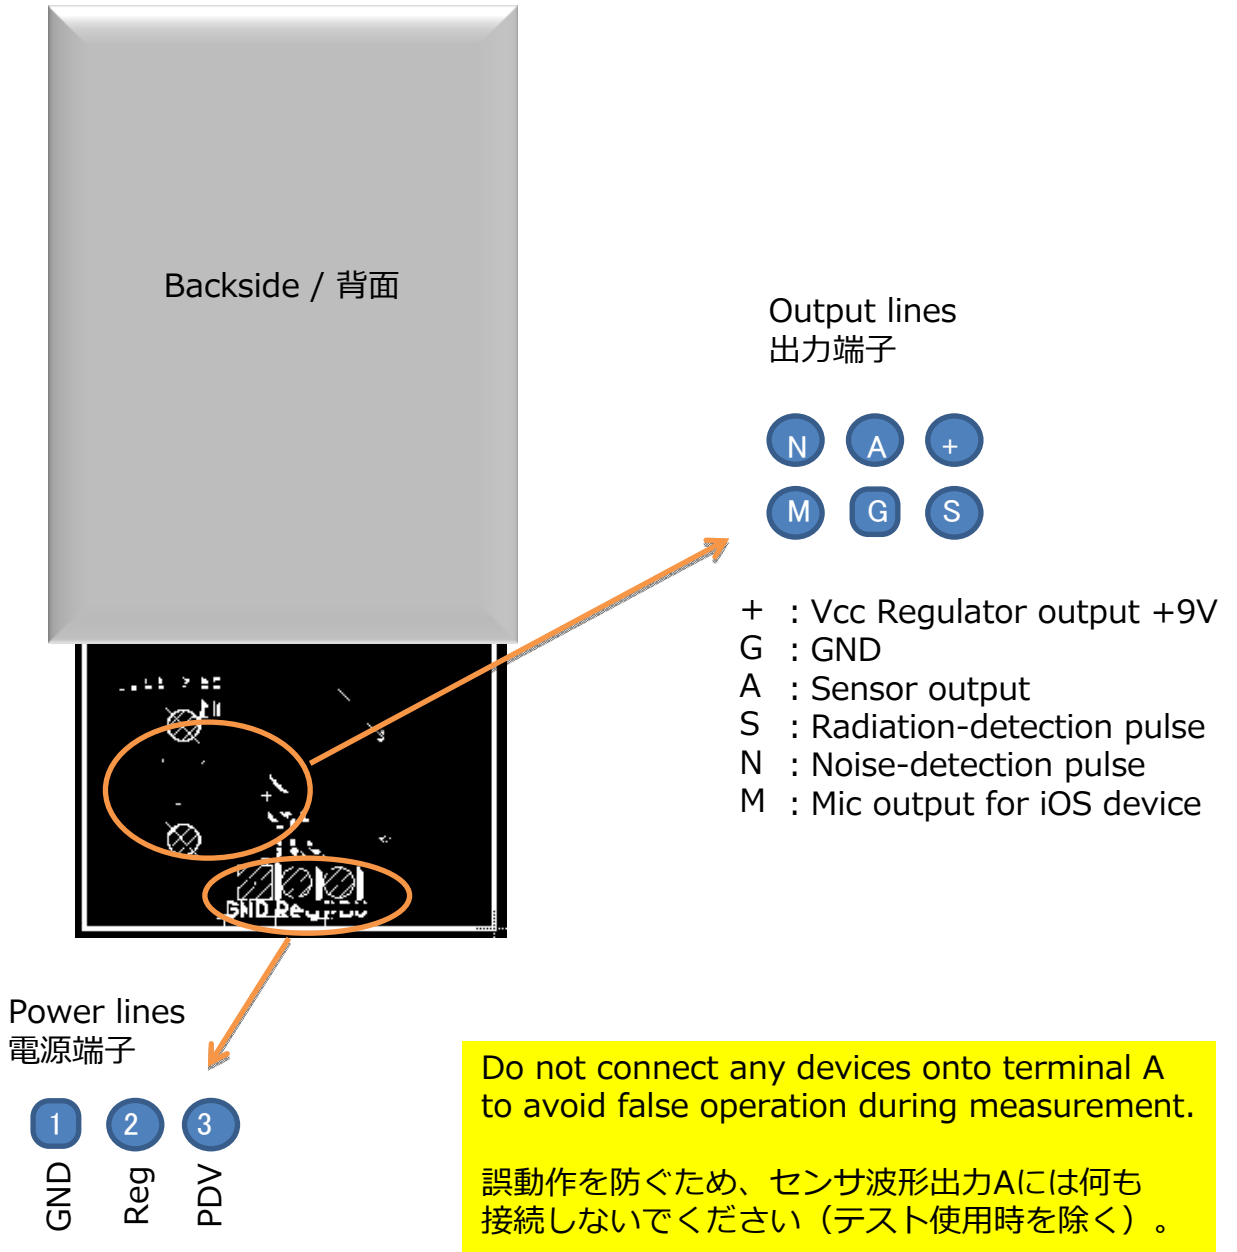 Backside / 背面
Output lines
出力端子
N A +
M G S
+ : Vcc Regulator output +9V
G : GND
A : Sensor output
S : Radiation-detection pulse
N : Noise-detection pulse
M : Mic output for iOS device
GND Reg
Power lines
電源端子
1 2 3
GND Reg PDV
Do not connect any devices onto terminal A
to avoid false operation during measurement.
誤動作を防ぐため、センサ波形出力Aには何も
接続しないでください（テスト使用時を除く）。